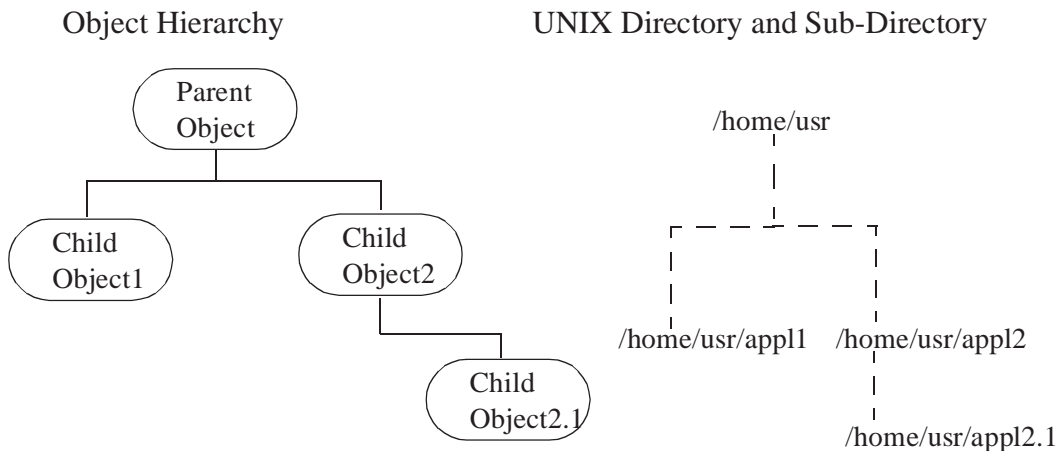 Object Hierarchy
UNIX Directory and Sub-Directory
Parent
Object
/home/usr
Child
Object1
Child
Object2
/home/usr/appl1
/home/usr/appl2
Child
Object2.1
/home/usr/appl2.1